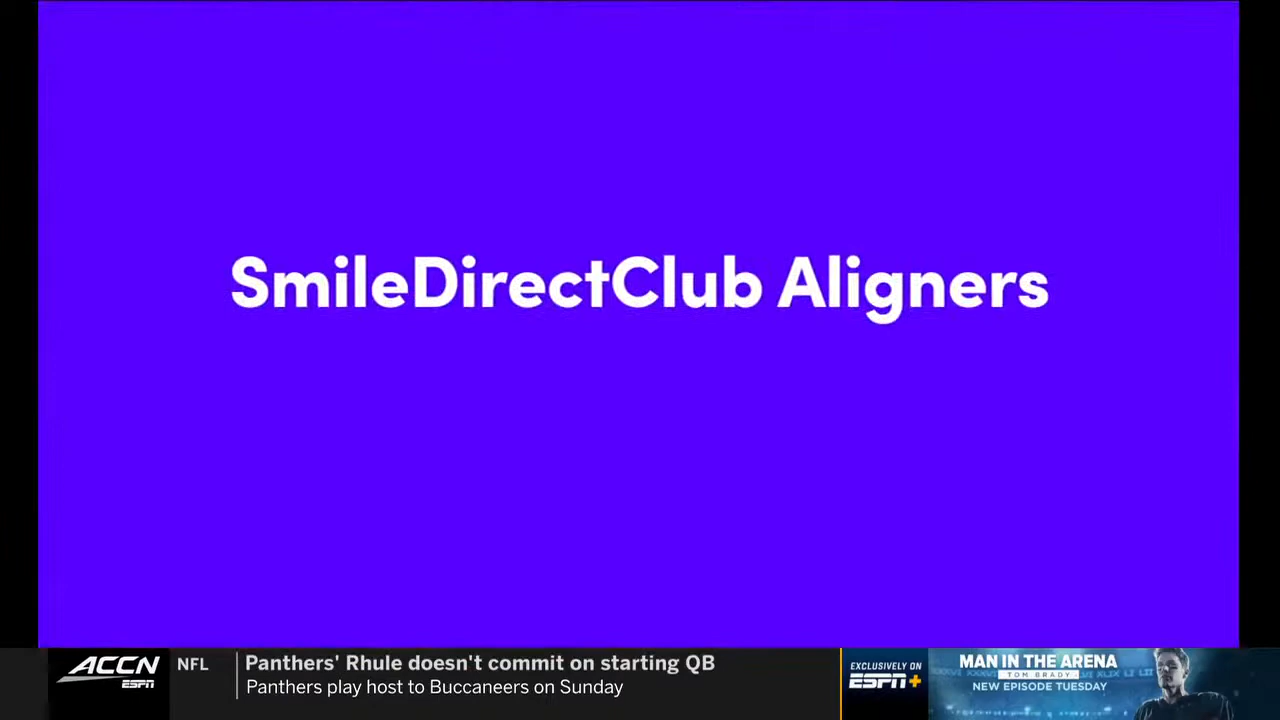 SmileDirectClub Aligners
ACCN
ESPN
NFL
Panthers' Rhule doesn't commit on starting QB
Panthers play host to Buccaneers on Sunday
EXCLUSIVELY ON
ESPN+
MAN IN THE ARENA
TOM BRADY
NEW EPISODE TUESDAY